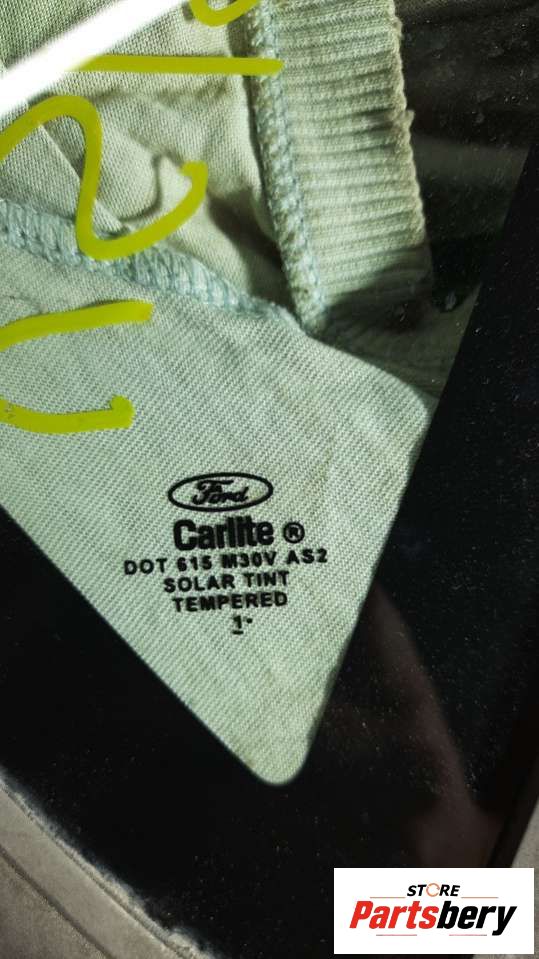 Ford
Carlite ®
DOT 615 M30V AS2
SOLAR TINT
TEMPERED
1·
STORE
Partsbery